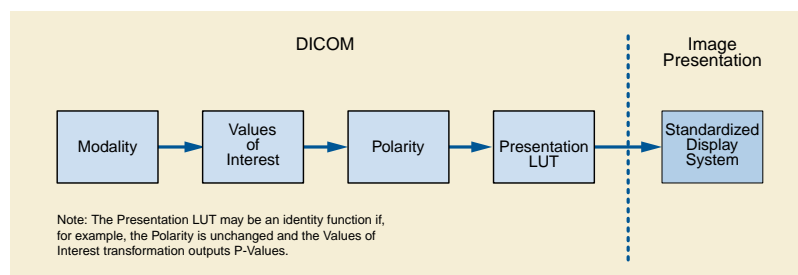 DICOM
Image
Presentation
Modality
Values
of
Interest
Polarity
Presentation
LUT
Standardized
Display
System
Note: The Presentation LUT may be an identity function if,
for example, the Polarity is unchanged and the Values of
Interest transformation outputs P-Values.